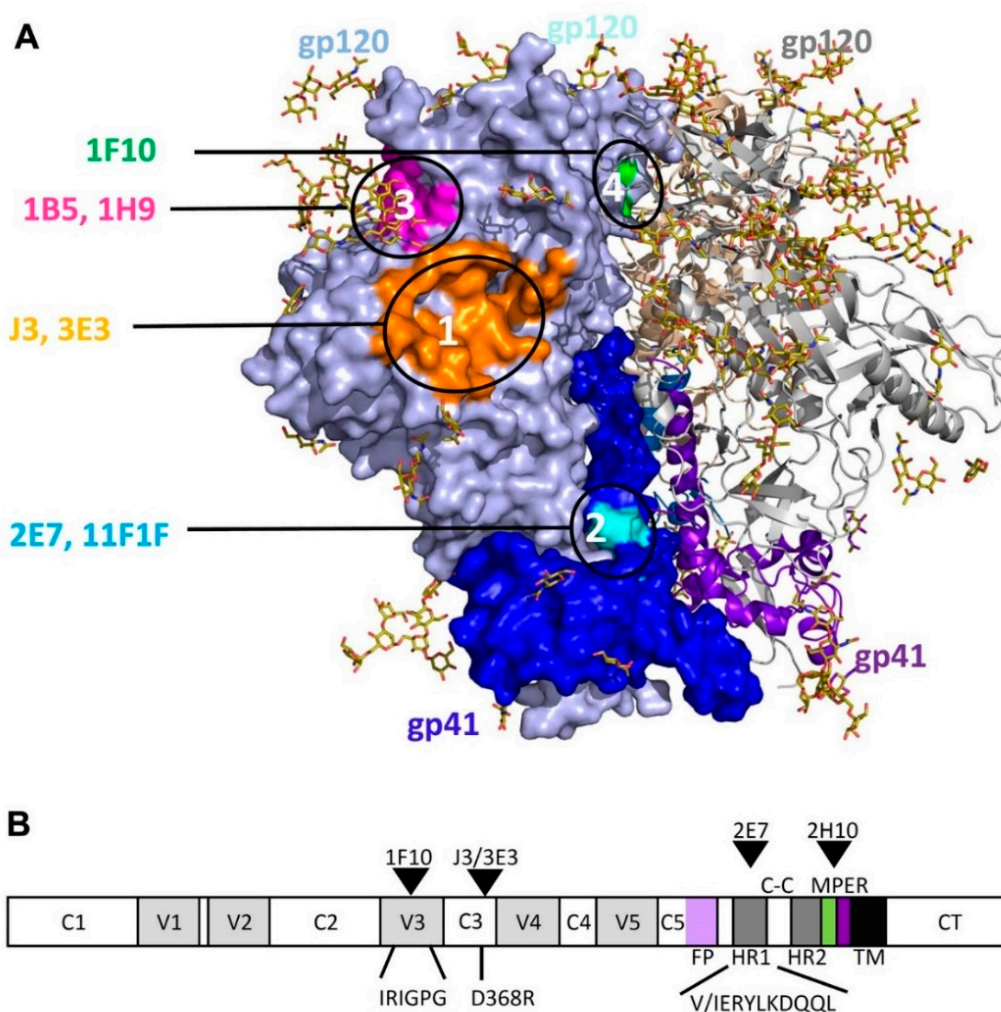 A
gp120
gp120
gp120
1F10
4
1B5, 1H9
3
J3, 3E3
1
2E7, 11F1F
2
gp41
gp41
B
1F10
J3/3E3
2E7
2H10
C-C
MPER
C1
V1
V2
C2
V3
C3
V4
C4
V5
C5
CT
FP
HR1
HR2
TM
IRIGPG
D368R
V/IERYLKDQQL